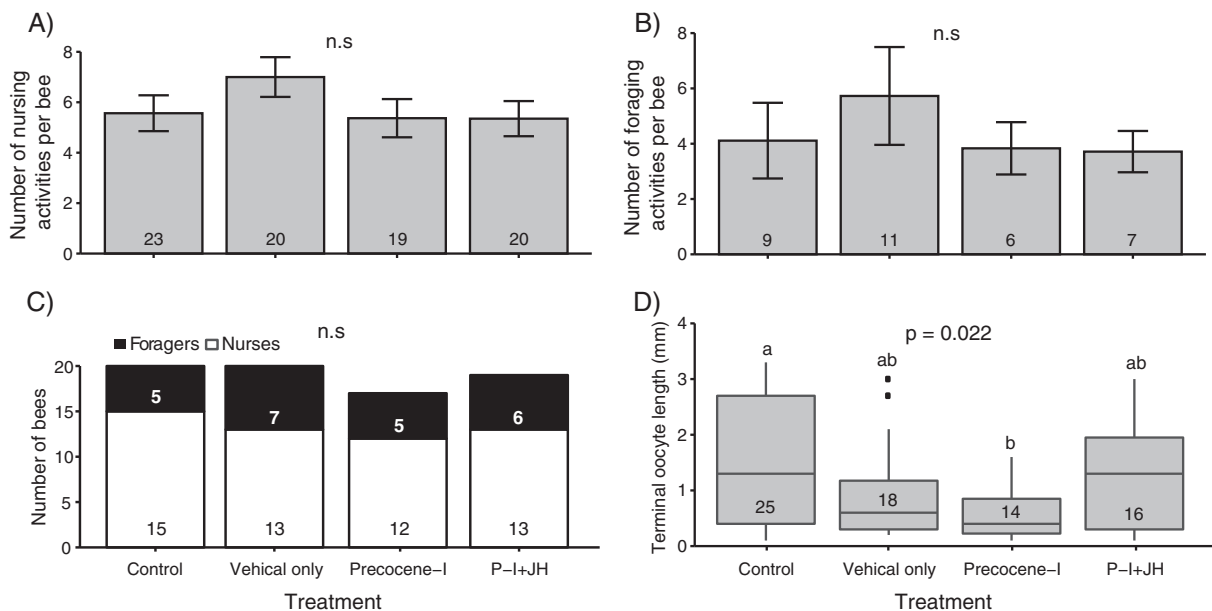 A)
n.s
Number of nursing
activities per bee
8
6
4
2
0
23
20
19
20
B)
n.s
Number of foraging
activities per bee
8
6
4
2
0
9
11
6
7
C)
n.s
Foragers Nurses
Number of bees
20
15
10
5
0
5
7
5
6
15
13
12
13
Control
Vehical only
Precocene–I
P–I+JH
Treatment
D)
p = 0.022
Terminal oocyte length (mm)
4
3
2
1
0
a
ab
b
ab
25
18
14
16
Control
Vehical only
Precocene–I
P–I+JH
Treatment